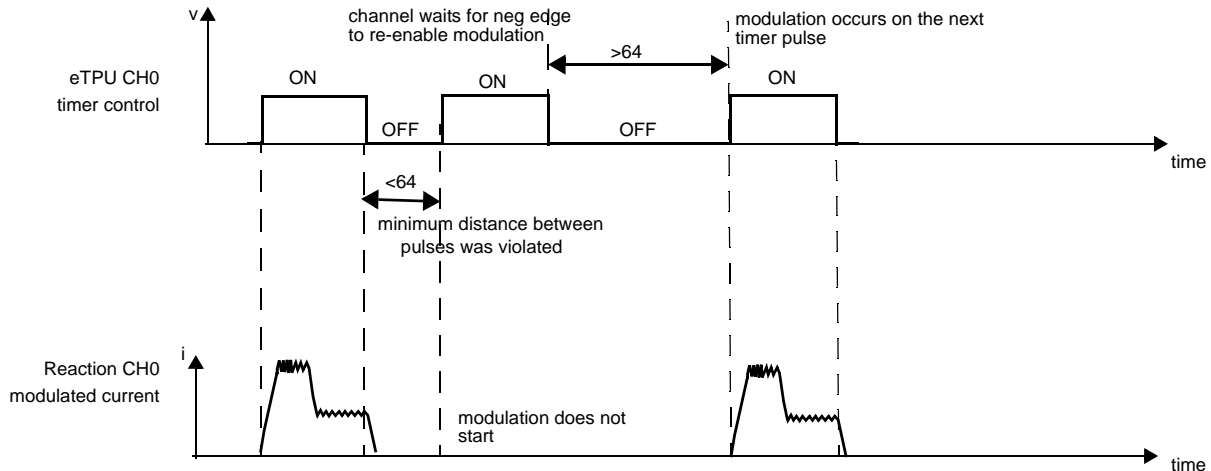 v
channel waits for neg edge
to re-enable modulation
modulation occurs on the next
timer pulse
>64
eTPU CH0
timer control
ON
ON
ON
OFF
OFF
time
<64
minimum distance between
pulses was violated
i
Reaction CH0
modulated current
modulation does not
start
time